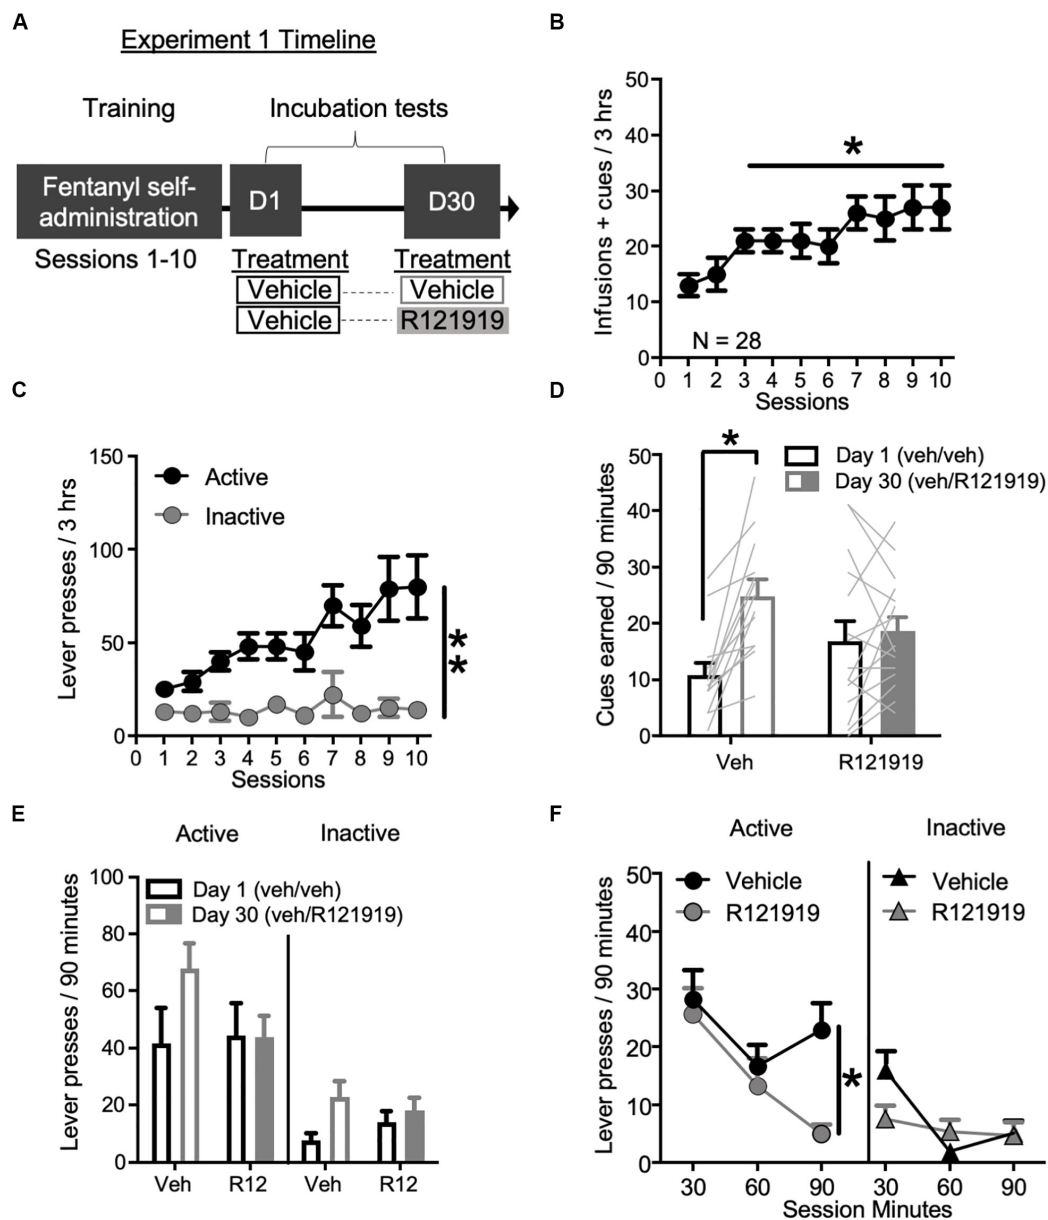 A
Experiment 1 Timeline
Training
Incubation tests
Fentanyl self-
administration
D1
D30
Sessions 1-10
Treatment
Treatment
Vehicle
Vehicle
Vehicle
R121919
B
Infusions + cues / 3 hrs
50
40
30
20
10
0
*
N = 28
0 1 2 3 4 5 6 7 8 9 10
Sessions
C
Lever presses / 3 hrs
150
100
50
0
Active
Inactive
**
0 1 2 3 4 5 6 7 8 9 10
Sessions
D
Cues earned / 90 minutes
50
40
30
20
10
0
*
Day 1 (veh/veh)
Day 30 (veh/R121919)
Veh R121919
E
Active Inactive
Lever presses / 90 minutes
100
80
60
40
20
0
Day 1 (veh/veh)
Day 30 (veh/R121919)
Veh R12 Veh R12
F
Active Inactive
Lever presses / 90 minutes
50
40
30
20
10
0
Vehicle
R121919
Vehicle
R121919
*
30 60 90 30 60 90
Session Minutes